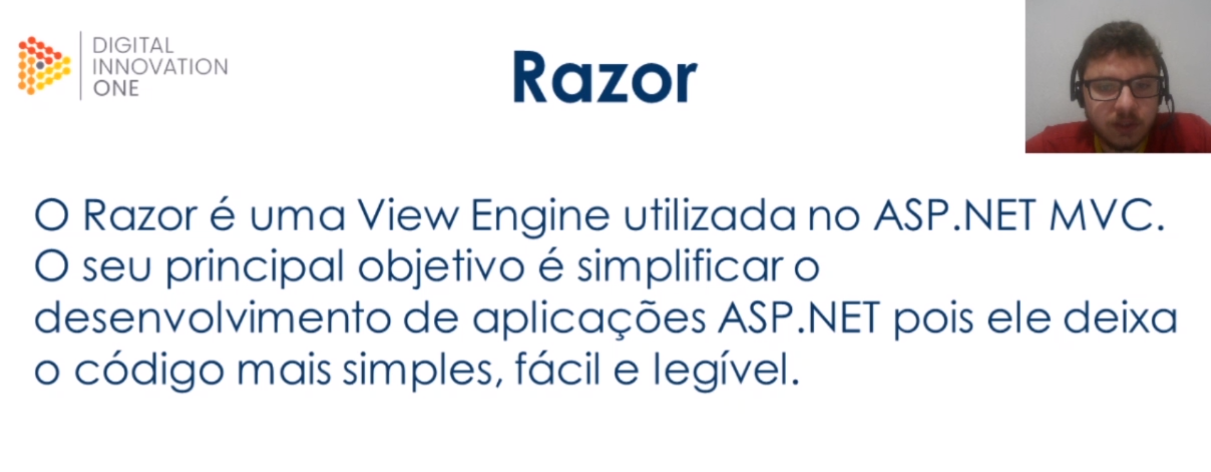 DIGITAL
INNOVATION
ONE
Razor
O Razor é uma View Engine utilizada no ASP.NET MVC.
O seu principal objetivo é simplificar o
desenvolvimento de aplicações ASP.NET pois ele deixa
o código mais simples, fácil e legível.